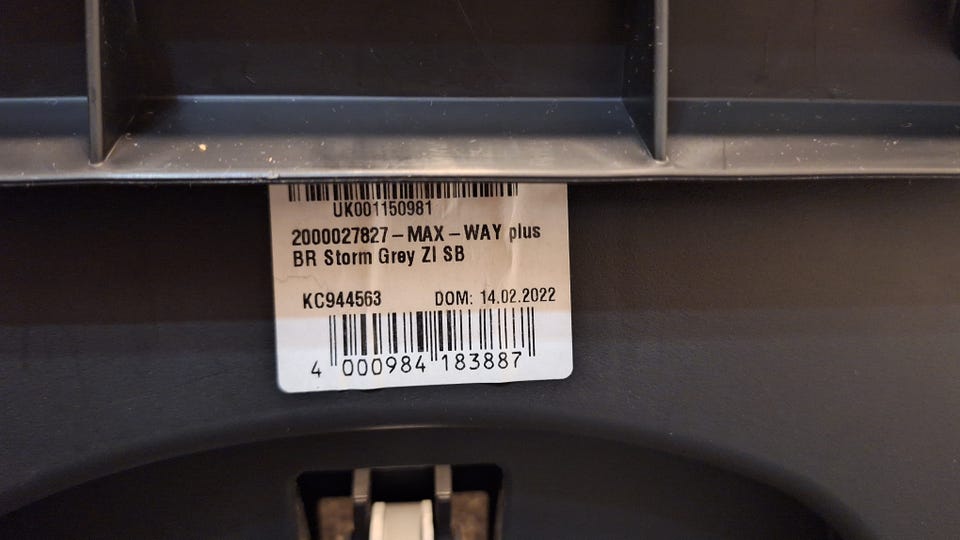 UK001150981
2000027827 – MAX – WAY plus
BR Storm Grey ZI SB
KC944563 DOM: 14.02.2022
4 000984 183887